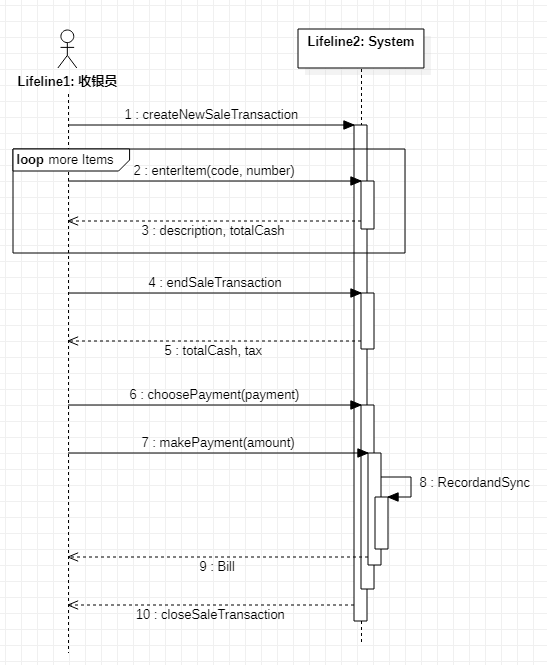 Lifeline2: System
Lifeline1: 收银员
1 : createNewSaleTransaction
loop more Items
2 : enterItem(code, number)
3 : description, totalCash
4 : endSaleTransaction
5 : totalCash, tax
6 : choosePayment(payment)
7 : makePayment(amount)
8 : RecordandSync
9 : Bill
10 : closeSaleTransaction